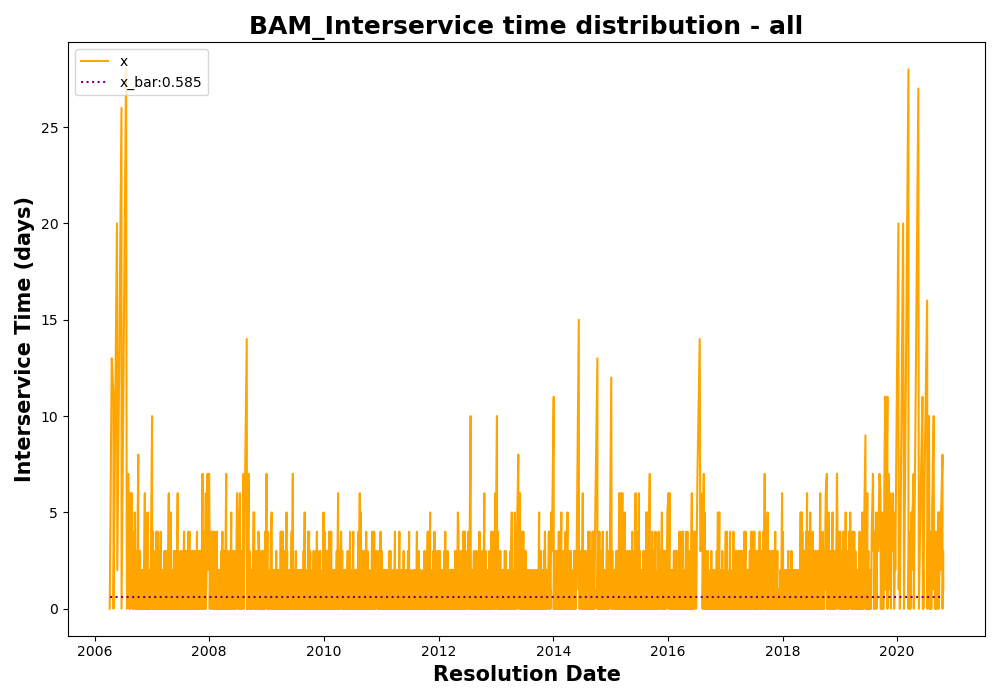 BAM_Interservice time distribution - all
x
x_bar:0.585
Interservice Time (days)
25
20
15
10
5
0
2006 2008 2010 2012 2014 2016 2018 2020
Resolution Date